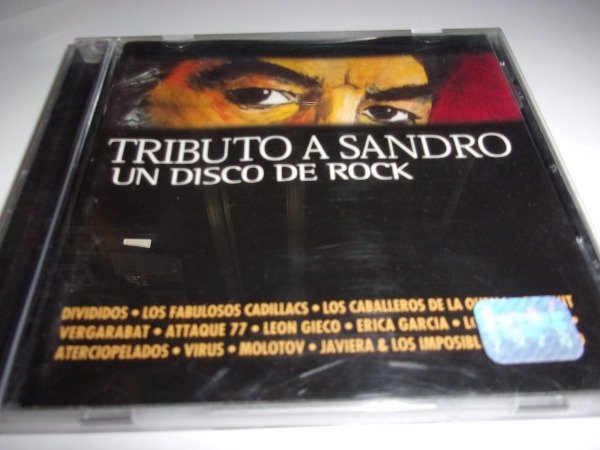 TRIBUTO A SANDRO
UN DISCO DE ROCK
DIVIDIDOS • LOS FABULOSOS CADILLACS • LOS CABALLEROS DE LA
VERGARABAT • ATTAQUE 77 • LEON GIECO • ERICA GARCIA •
ATERCIOPELADOS • VIRUS • MOLOTOV • JAVIERA & LOS